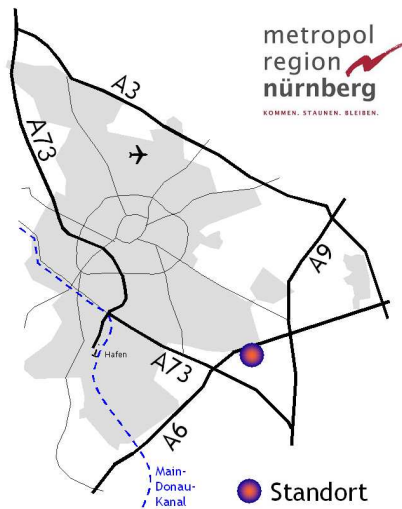 metropol
region
nürnberg
KOMMEN. STAUNEN. BLEIBEN.
A3
A73
A9
Hafen
A73
A6
Main-
Donau-
Kanal
Standort